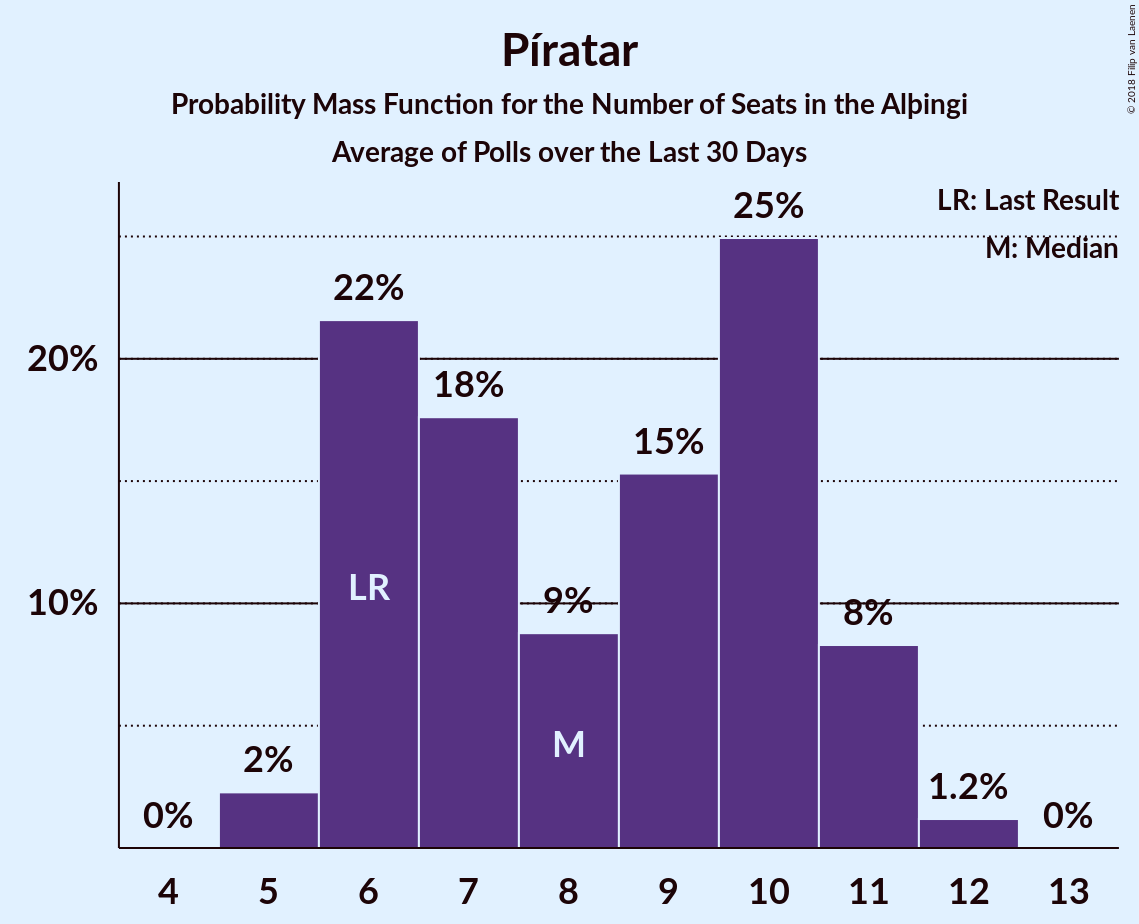 Píratar
Probability Mass Function for the Number of Seats in the Alþingi
Average of Polls over the Last 30 Days
© 2018 Filip van Laenen
LR: Last Result
M: Median
25%
22%
20%
18%
15%
10%
LR
9%
8%
M
2%
1.2%
0%
0%
4 5 6 7 8 9 10 11 12 13